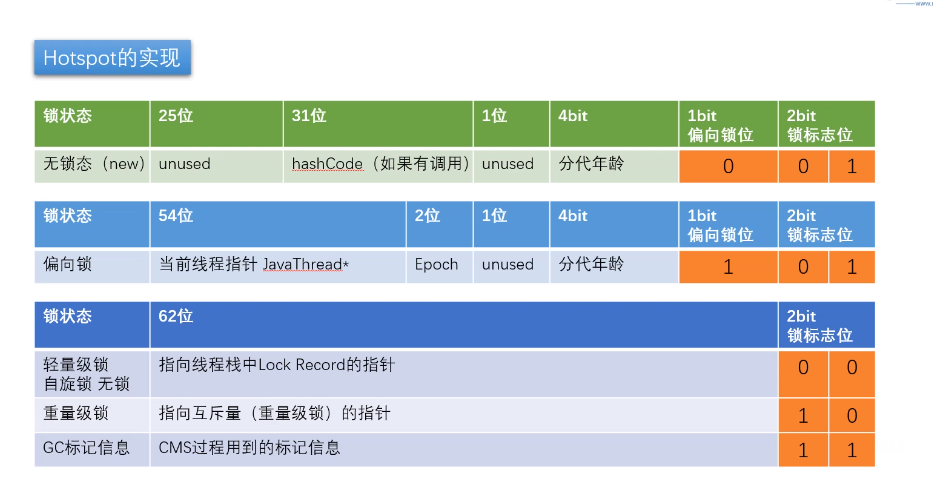 www.i
Hotspot的实现
锁状态 25位 31位 1位 4bit 1bit 2bit
偏向锁位 锁标志位
无锁态（new） unused hashCode（如果有调用） unused 分代年龄 0 0 1
锁状态 54位 2位 1位 4bit 1bit 2bit
偏向锁位 锁标志位
偏向锁 当前线程指针 JavaThread* Epoch unused 分代年龄 1 0 1
锁状态 62位 2bit
锁标志位
轻量级锁 指向线程栈中Lock Record的指针 0 0
自旋锁 无锁
重量级锁 指向互斥量（重量级锁）的指针 1 0
GC标记信息 CMS过程用到的标记信息 1 1